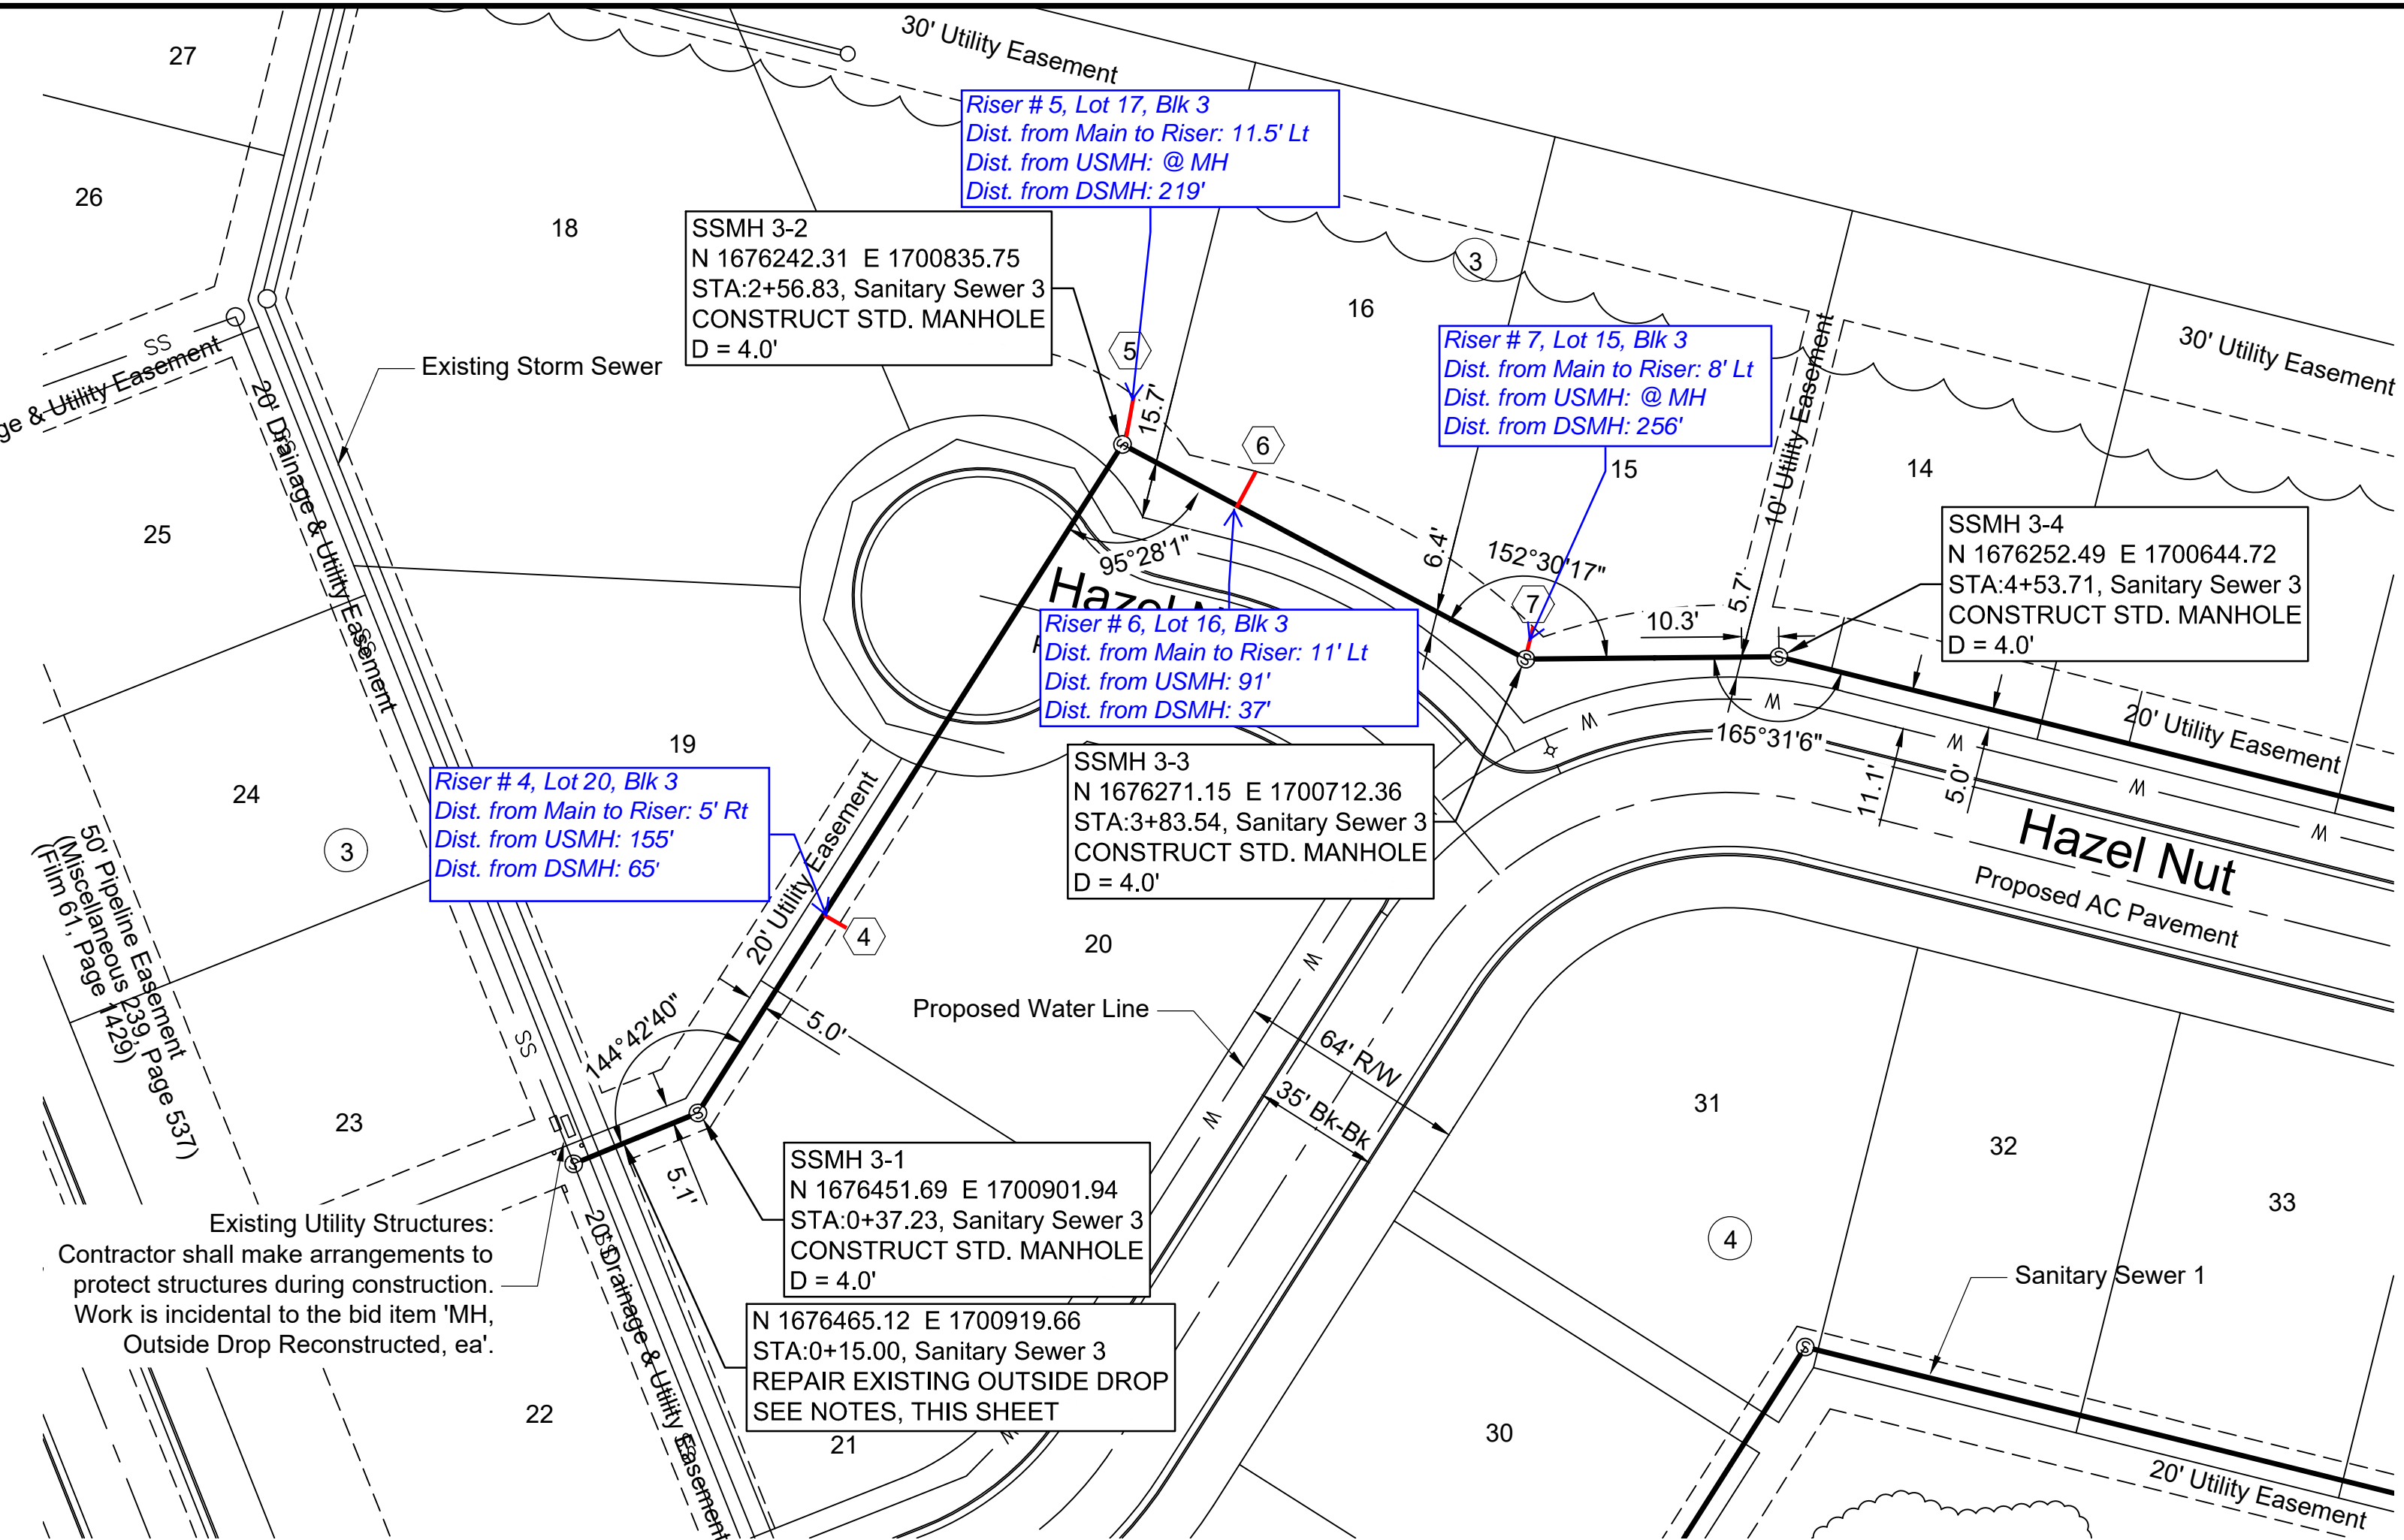 27
30' Utility Easement
26
18
Riser # 5, Lot 17, Blk 3
Dist. from Main to Riser: 11.5' Lt
Dist. from USMH: @ MH
Dist. from DSMH: 219'
SSMH 3-2
N 1676242.31 E 1700835.75
STA:2+56.83, Sanitary Sewer 3
CONSTRUCT STD. MANHOLE
D = 4.0'
3
16
5
15.7'
6
Riser # 7, Lot 15, Blk 3
Dist. from Main to Riser: 8' Lt
Dist. from USMH: @ MH
Dist. from DSMH: 256'
15
10' Utility Easement
14
30' Utility Easement
SS
ge & Utility Easement
Existing Storm Sewer
20' Drainage & Utility Easement
SS
SS
25
95°28'1"
6.4'
152°30'17"
7
10.3'
5.7'
SSMH 3-4
N 1676252.49 E 1700644.72
STA:4+53.71, Sanitary Sewer 3
CONSTRUCT STD. MANHOLE
D = 4.0'
Riser # 6, Lot 16, Blk 3
Dist. from Main to Riser: 11' Lt
Dist. from USMH: 91'
Dist. from DSMH: 37'
165°31'6"
20' Utility Easement
11.1'
5.0'
W
W
W
W
W
Hazel Nut
Proposed AC Pavement
19
Riser # 4, Lot 20, Blk 3
Dist. from Main to Riser: 5' Rt
Dist. from USMH: 155'
Dist. from DSMH: 65'
SSMH 3-3
N 1676271.15 E 1700712.36
STA:3+83.54, Sanitary Sewer 3
CONSTRUCT STD. MANHOLE
D = 4.0'
24
3
50' Pipeline Easement
(Miscellaneous 239, Page 537)
(Film 61, Page 1429)
20' Utility Easement
4
20
Proposed Water Line
W
W
64' R/W
35' Bk-Bk
5.0'
144°42'40"
SS
5.1'
23
31
32
33
SSMH 3-1
N 1676451.69 E 1700901.94
STA:0+37.23, Sanitary Sewer 3
CONSTRUCT STD. MANHOLE
D = 4.0'
Existing Utility Structures:
Contractor shall make arrangements to
protect structures during construction.
Work is incidental to the bid item 'MH,
Outside Drop Reconstructed, ea'.
20' Drainage & Utility Easement
SS
SS
N 1676465.12 E 1700919.66
STA:0+15.00, Sanitary Sewer 3
REPAIR EXISTING OUTSIDE DROP
SEE NOTES, THIS SHEET
4
Sanitary Sewer 1
22
21
W
30
20' Utility Easement